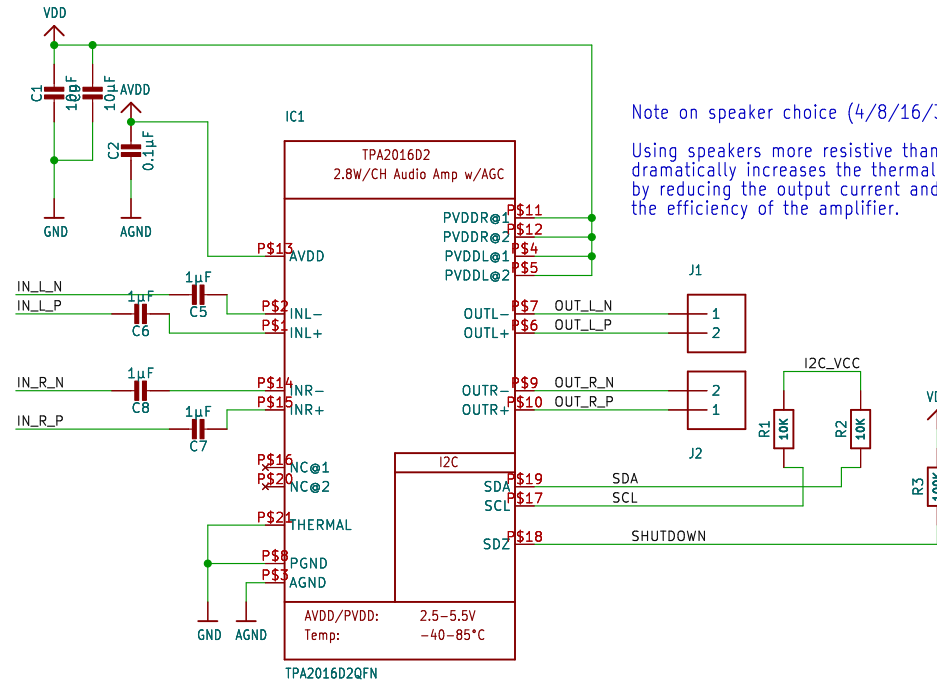 VDD
C1
10µF
10µF
AVDD
C2
0.1µF
GND
AGND
IC1
TPA2016D2
2.8W/CH Audio Amp w/AGC
Note on speaker choice (4/8/16/
Using speakers more resistive than
dramatically increases the thermal
by reducing the output current and
the efficiency of the amplifier.
P$11
PVDDR@1
P$12
PVDDR@2
P$4
PVDDL@1
P$5
PVDDL@2
P$13
AVDD
IN_L_N
1µF
C5
IN_L_P
1µF
C6
P$2
INL-
P$1
INL+
P$7
OUTL-
OUT_L_N
P$6
OUTL+
OUT_L_P
J1
1
2
IN_R_N
1µF
C8
IN_R_P
1µF
C7
P$14
INR-
P$15
INR+
P$9
OUTR-
OUT_R_N
P$10
OUTR+
OUT_R_P
2
1
J2
I2C_VCC
R1
10K
R2
10K
R3
P$16
NC@1
P$20
NC@2
I2C
P$19
SDA
SDA
P$17
SCL
SCL
P$18
SDZ
SHUTDOWN
P$21
THERMAL
P$8
PGND
P$3
AGND
GND
AGND
AVDD/PVDD: 2.5-5.5V
Temp: -40-85°C
TPA2016D2QFN